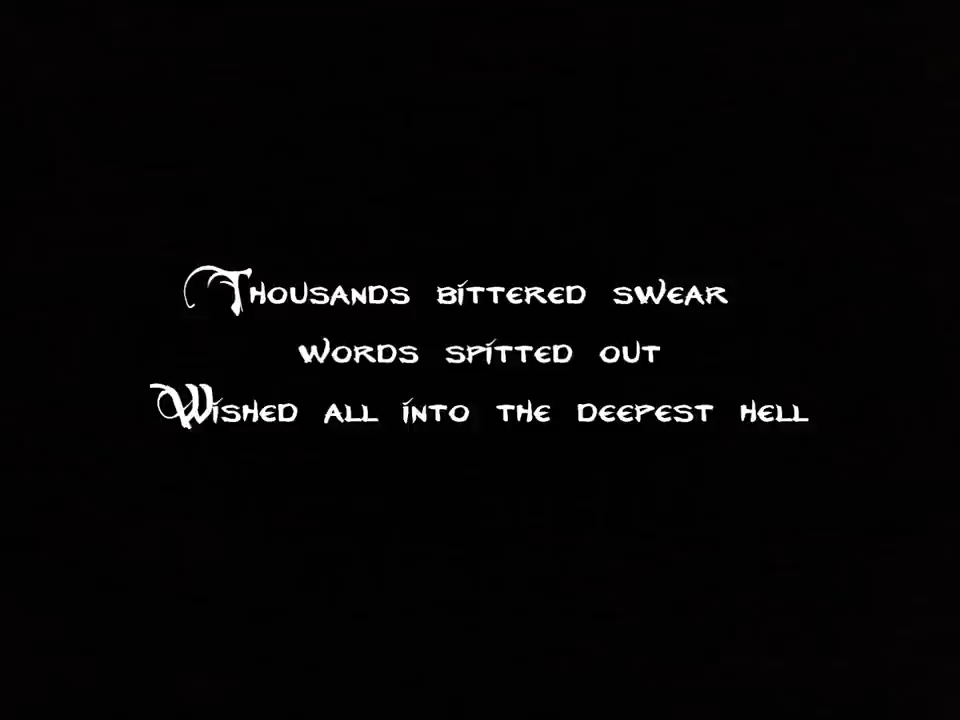 Thousands bittered swear
words spitted out
Wished all into the deepest hell